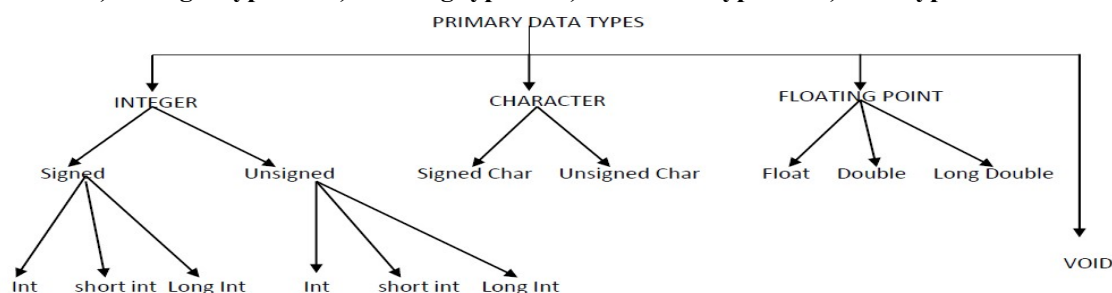 PRIMARY DATA TYPES
INTEGER CHARACTER FLOATING POINT
Signed Unsigned Signed Char Unsigned Char Float Double Long Double
VOID
Int short int Long Int Int short int Long Int